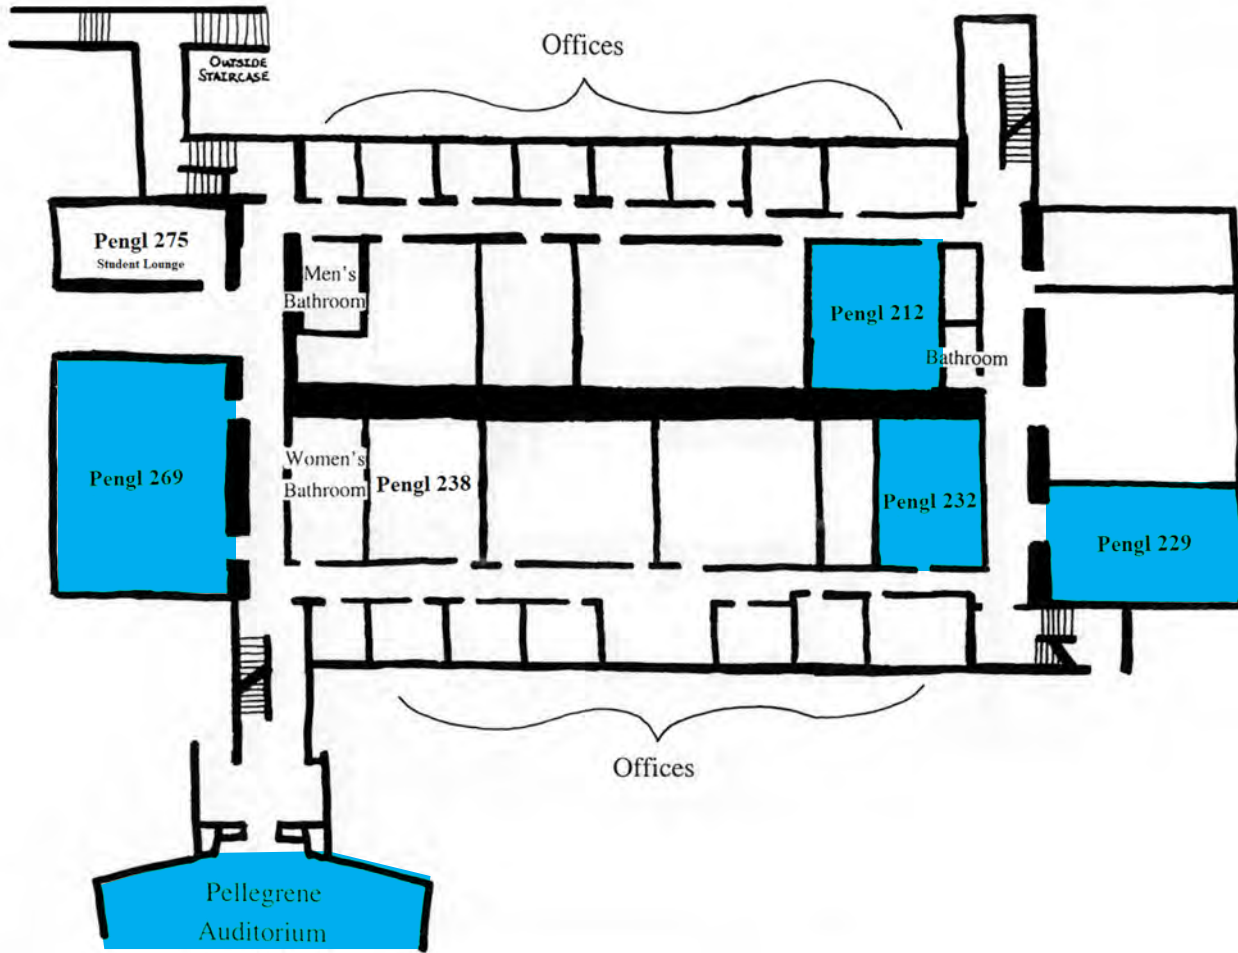 Offices
OUTSIDE
STAIRCASE
Pengl 275
Student Lounge
Men's
Bathroom
Pengl 212
Bathroom
Pengl 269
Women's
Bathroom
Pengl 238
Pengl 232
Pengl 229
Offices
Pellegrene
Auditorium